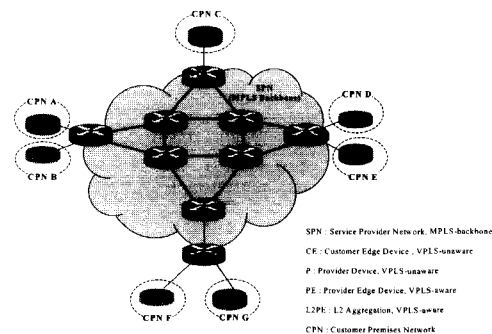 CPN C
SPN
(MPLS Backbone)
CPN A
CPN D
CPN B
CPN E
CPN F
CPN G
SPN : Service Provider Network, MPLS-backbone
CE : Customer Edge Device , VPLS-unaware
P : Provider Device, VPLS-unaware
PE : Provider Edge Device, VPLS-aware
L2PE : L2 Aggregation, VPLS-aware
CPN : Customer Premises Network